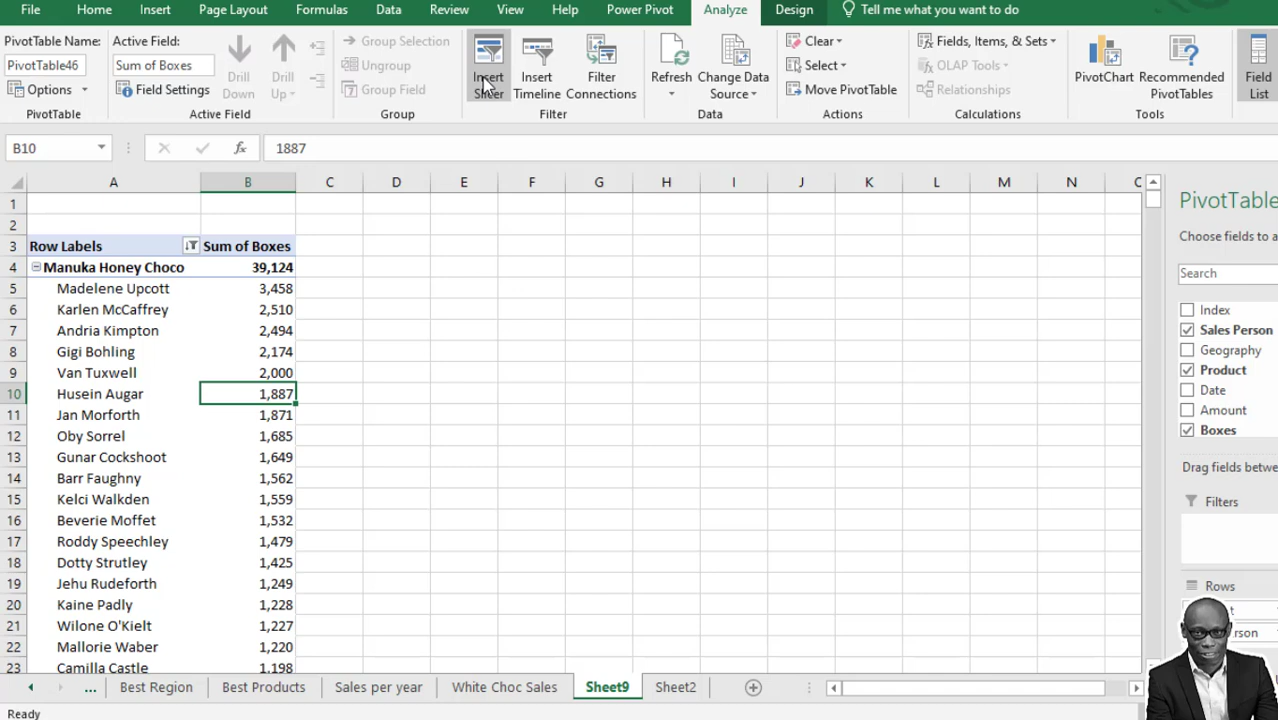 File Home Insert Page Layout Formulas Data Review View Help Power Pivot Analyze Design Tell me what you want to do
PivotTable Name: Active Field: Group Selection Insert Slicer Insert Timeline Filter Connections Refresh Change Data Source Clear Fields, Items, & Sets PivotChart Recommended PivotTables Field List
PivotTable46 Sum of Boxes Drill Down Drill Up Ungroup Select OLAP Tools
Options Field Settings Group Field Move PivotTable Relationships
PivotTable Active Field Group Filter Data Actions Calculations Tools
B10 fx 1887
A B C D E F G H I J K L M N
1
2
3 Row Labels Sum of Boxes
4 Manuka Honey Choco 39,124
5 Madelene Upcott 3,458
6 Karlen McCaffrey 2,510
7 Andria Kimpton 2,494
8 Gigi Bohling 2,174
9 Van Tuxwell 2,000
10 Husein Augar 1,887
11 Jan Morforth 1,871
12 Oby Sorrel 1,685
13 Gunar Cockshoot 1,649
14 Barr Faughny 1,562
15 Kelci Walkden 1,559
16 Beverie Moffet 1,532
17 Roddy Speechley 1,479
18 Dotty Strutley 1,425
19 Jehu Rudeforth 1,249
20 Kaine Padly 1,228
21 Wilone O'Kielt 1,227
22 Mallorie Waber 1,220
23 Camilla Castle 1,198
PivotTable
Choose fields to a
Search
Index
Sales Person
Geography
Product
Date
Amount
Boxes
Drag fields betwe
Filters
Rows
t
rson
... Best Region Best Products Sales per year White Choc Sales Sheet9 Sheet2
Ready